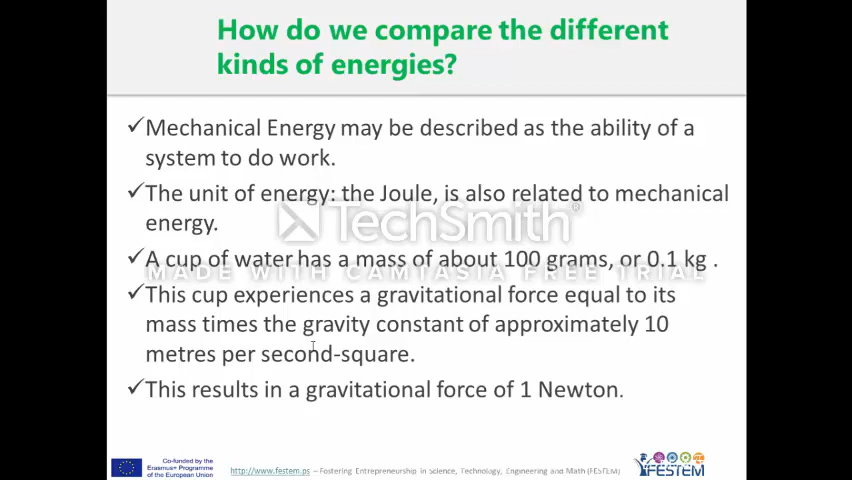 How do we compare the different
kinds of energies?
✓Mechanical Energy may be described as the ability of a
system to do work.
✓The unit of energy: the Joule, is also related to mechanical
energy.
TechSmith®
✓A cup of water has a mass of about 100 grams, or 0.1 kg .
MADE WITH CAMTASIA FREE TRIAL
✓This cup experiences a gravitational force equal to its
mass times the gravity constant of approximately 10
metres per second-square.
✓This results in a gravitational force of 1 Newton.
Co-funded by the
Erasmus+ Programme
of the European Union
http://www.festem.ps – Fostering Entrepreneurship in Science, Technology, Engineering and Math (FESTEM)
FESTEM